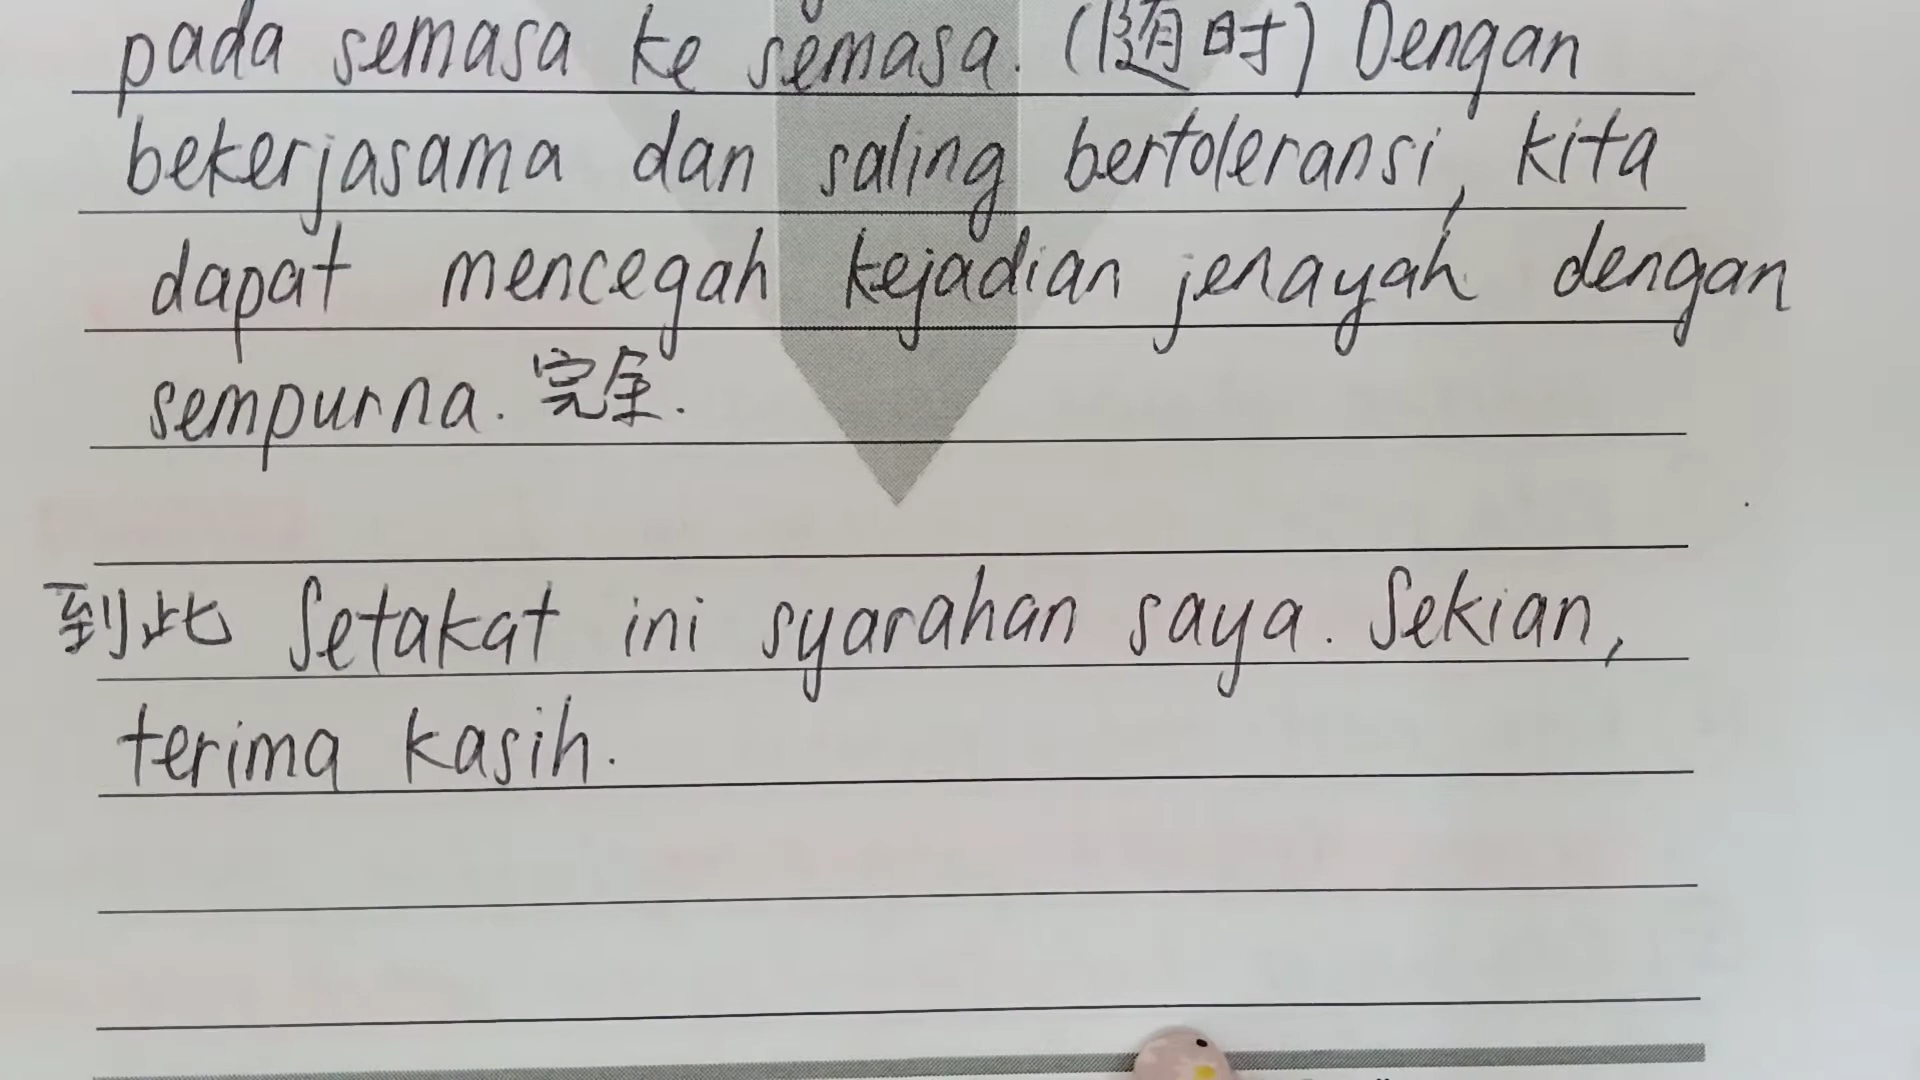 pada semasa ke semasa. (随时) Dengan
bekerjasama dan saling bertoleransi, kita
dapat mencegah kejadian jenayah dengan
sempurna. 完全.
到此 Setakat ini syarahan saya. Sekian,
terima kasih.